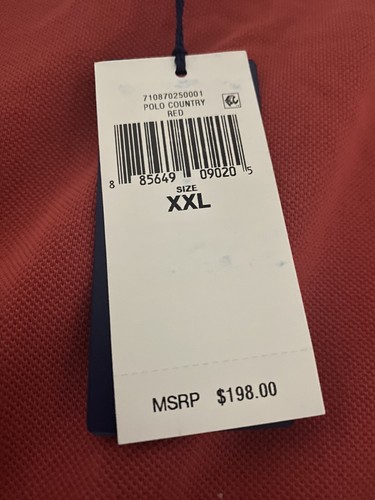 710870250001
POLO COUNTRY
RED
8 85649 09020 5
SIZE
XXL
MSRP $198.00